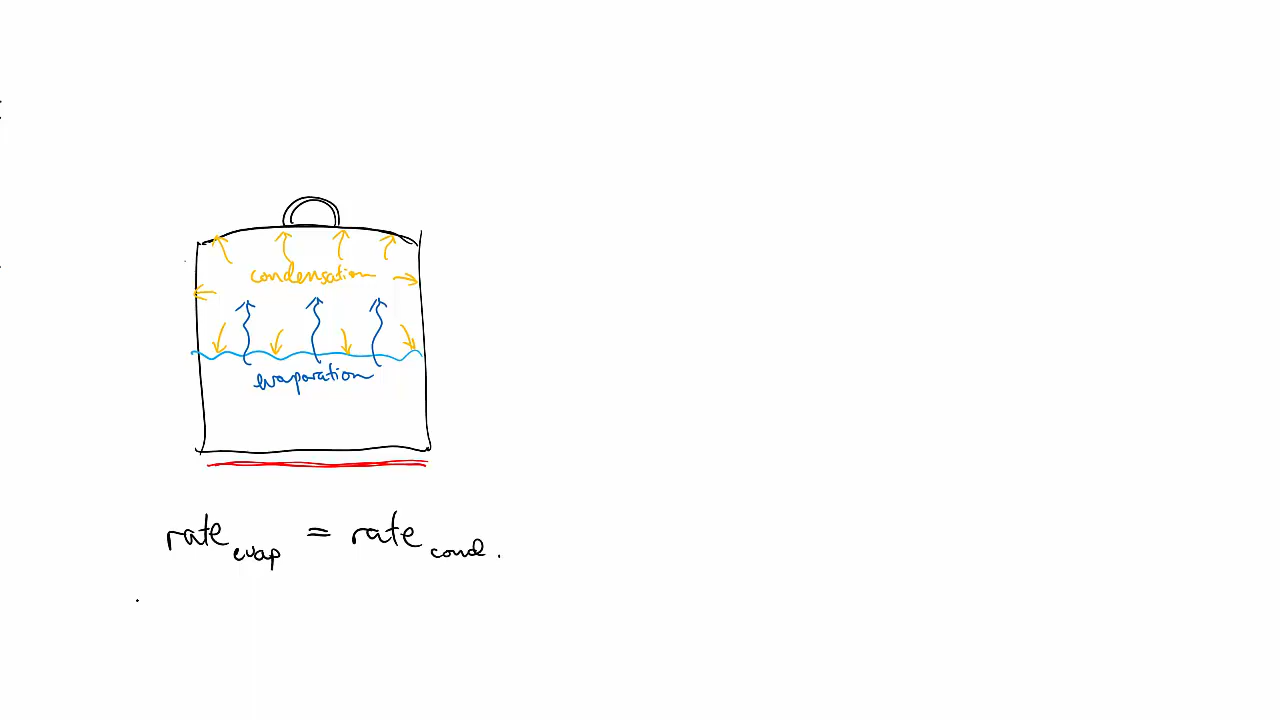 condensation
evaporation
rate evap = rate cond.